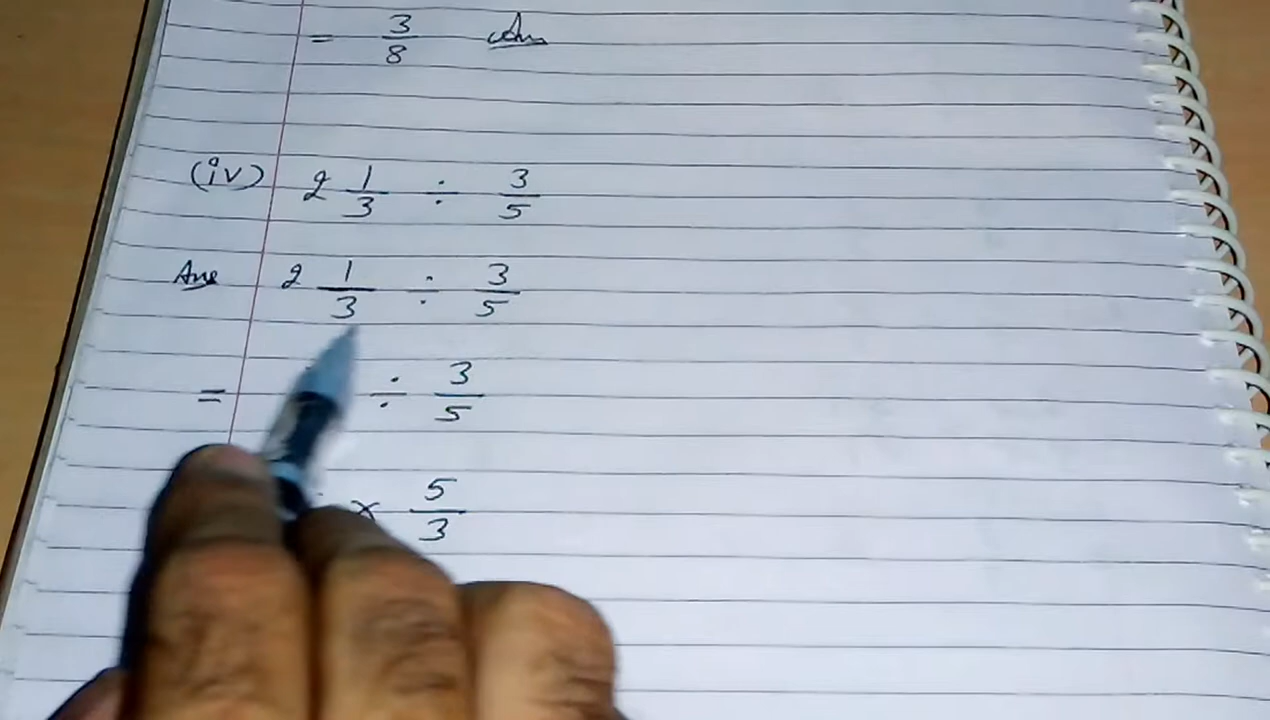 = 3/8 Ans
(iv) 2 1/3 ÷ 3/5
Ans 2 1/3 ÷ 3/5
= ÷ 3/5
× 5/3